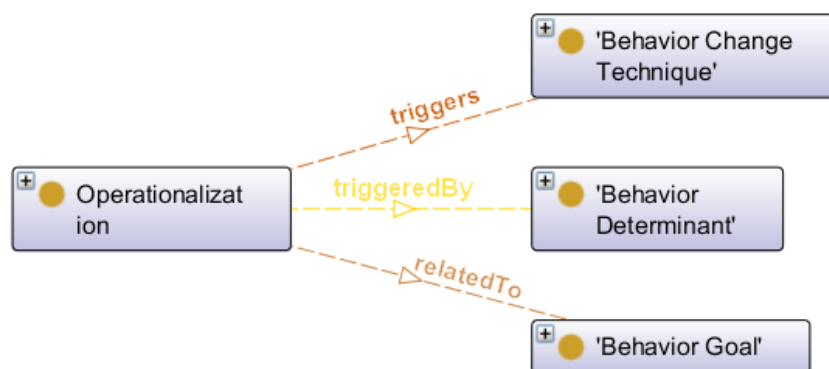 'Behavior Change
Technique'
triggers
Operationalizat
ion
triggeredBy
'Behavior
Determinant'
relatedTo
'Behavior Goal'